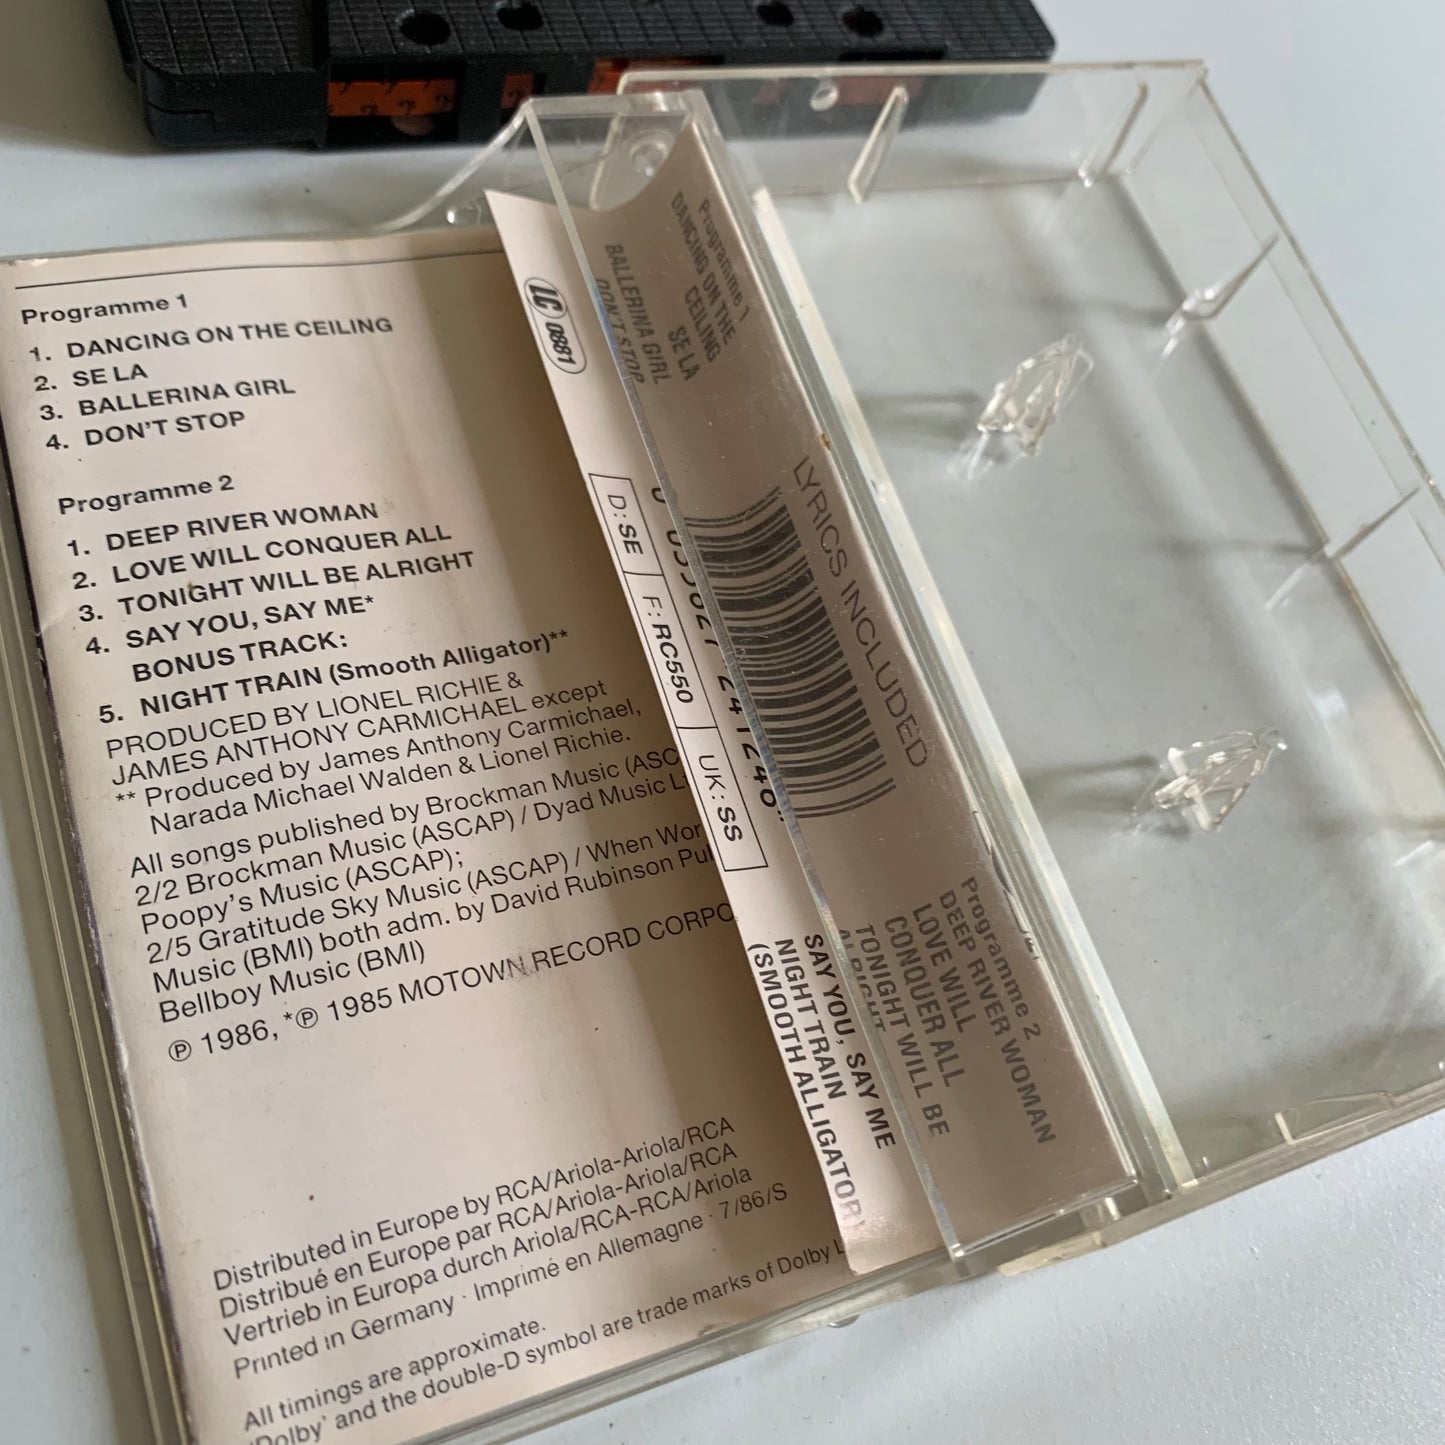 Programme 1
1. DANCING ON THE CEILING
2. SE LA
3. BALLERINA GIRL
4. DON'T STOP
Programme 2
1. DEEP RIVER WOMAN
2. LOVE WILL CONQUER ALL
3. TONIGHT WILL BE ALRIGHT
4. SAY YOU, SAY ME*
BONUS TRACK:
5. NIGHT TRAIN (Smooth Alligator)**
PRODUCED BY LIONEL RICHIE &
JAMES ANTHONY CARMICHAEL except
** Produced by James Anthony Carmichael,
Narada Michael Walden & Lionel Richie.
All songs published by Brockman Music (ASC
2/2 Brockman Music (ASCAP) / Dyad Music
Poopy's Music (ASCAP);
2/5 Gratitude Sky Music (ASCAP) / When Wor
Music (BMI) both adm. by David Rubinson Pu
Bellboy Music (BMI)
℗ 1986, *℗ 1985 MOTOWN RECORD CORPO
Distributed in Europe by RCA/Ariola-Ariola/RCA
Distribué en Europe par RCA/Ariola-Ariola/RCA
Vertrieb in Europa durch Ariola/RCA-RCA/Ariola
Printed in Germany · Imprimé en Allemagne · 7/86/S
All timings are approximate.
'Dolby' and the double-D symbol are trade marks of Dolby
LC 0881
D: SE
F: RC550
UK: SS
Programme 1
DANCING ON THE
CEILING
SE LA
BALLERINA GIRL
DON'T STOP
LYRICS INCLUDED
Programme 2
DEEP RIVER WOMAN
LOVE WILL
CONQUER ALL
TONIGHT WILL BE
ALRIGHT
SAY YOU, SAY ME
NIGHT TRAIN
(SMOOTH ALLIGATOR)